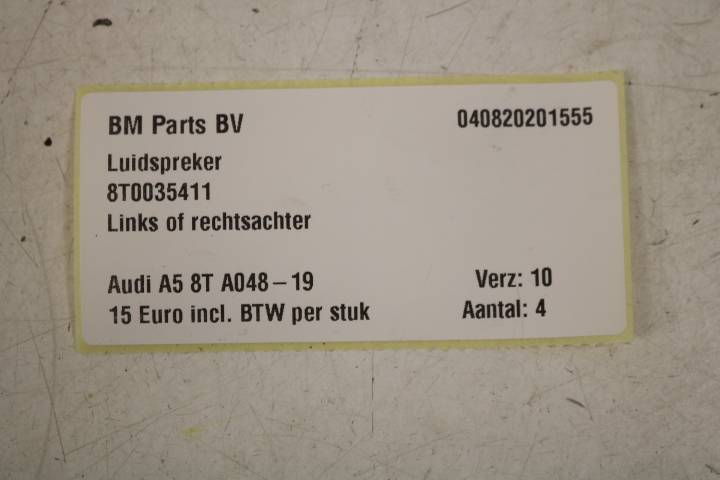 BM Parts BV 040820201555
Luidspreker
8T0035411
Links of rechtsachter
Audi A5 8T A048-19 Verz: 10
15 Euro incl. BTW per stuk Aantal: 4